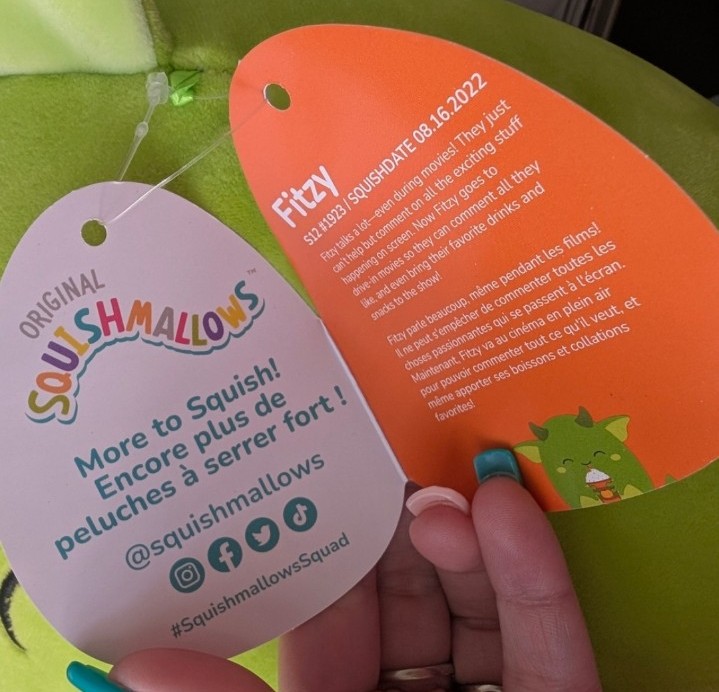 ORIGINAL
SQUISHMALLOWS™
More to Squish!
Encore plus de
peluches à serrer fort !
@squishmallows
#SquishmallowsSquad
Fitzy
S12 #1923 / SQUISHDATE 08.16.2022
Fitzy talks a lot—even during movies! They just
can't help but comment on all the exciting stuff
happening on screen. Now Fitzy goes to
drive-in movies so they can comment all they
like, and even bring their favorite drinks and
snacks to the show!
Fitzy parle beaucoup, même pendant les films!
Il ne peut s'empêcher de commenter toutes les
choses passionnantes qui se passent à l'écran.
Maintenant, Fitzy va au cinéma en plein air
pour pouvoir commenter tout ce qu'il veut, et
même apporter ses boissons et collations
favorites!